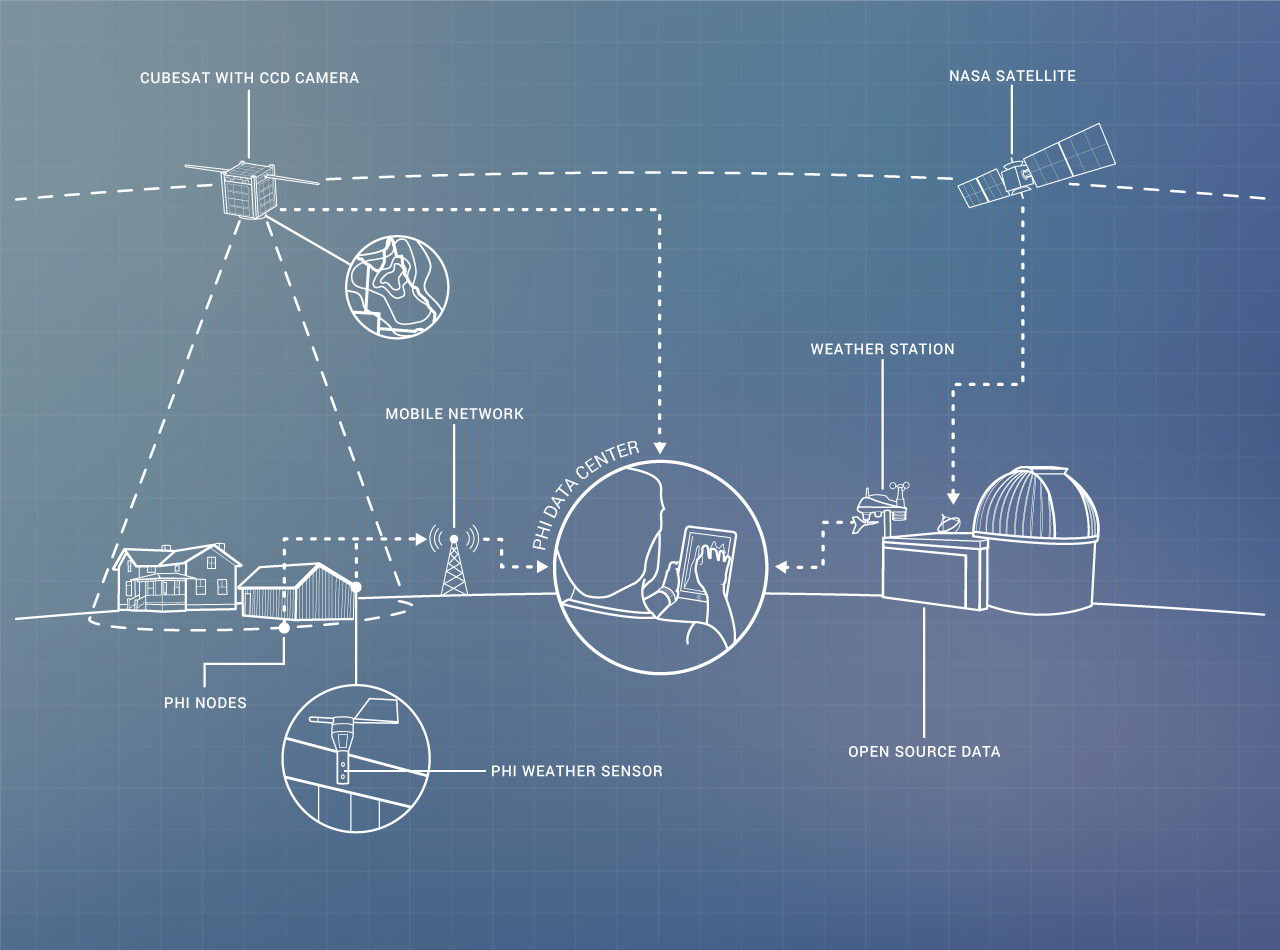 CUBESAT WITH CCD CAMERA
NASA SATELLITE
WEATHER STATION
MOBILE NETWORK
PHI DATA CENTER
PHI NODES
OPEN SOURCE DATA
PHI WEATHER SENSOR